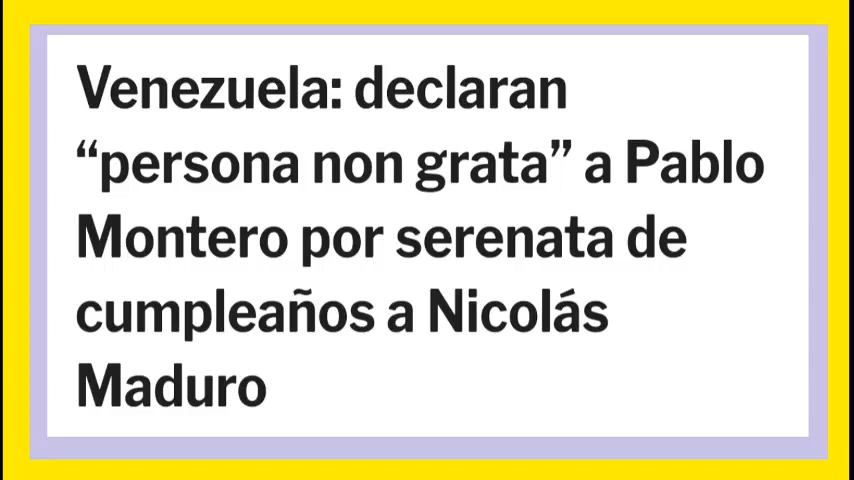 Venezuela: declaran
“persona non grata” a Pablo
Montero por serenata de
cumpleaños a Nicolás
Maduro